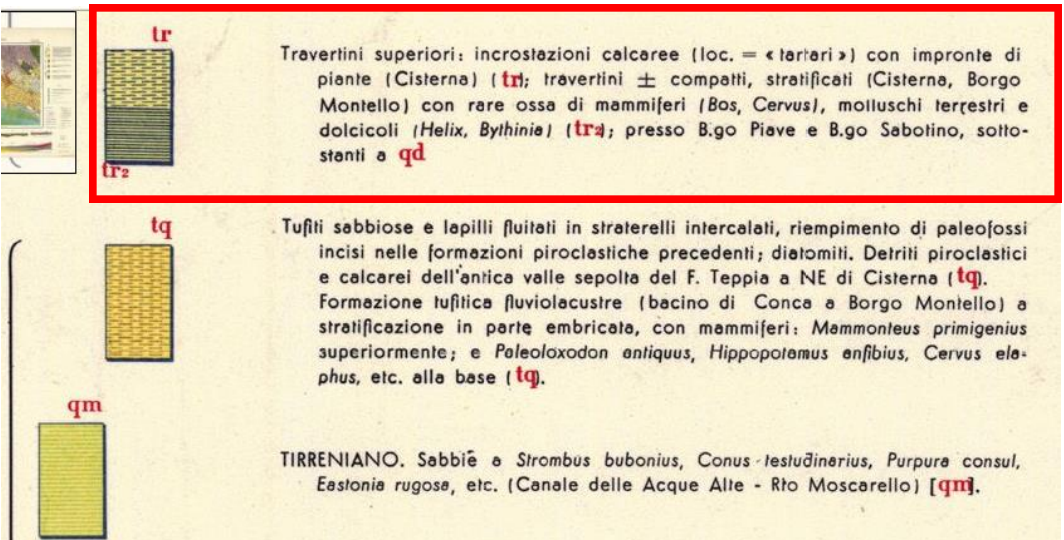 tr
Travertini superiori: incrostazioni calcaree (loc. = « tartari ») con impronte di
piante (Cisterna) (tr); travertini ± compatti, stratificati (Cisterna, Borgo
Montello) con rare ossa di mammiferi (Bos, Cervus), molluschi terrestri e
dolcicoli (Helix, Bythinia) (tr2); presso B.go Piave e B.go Sabotino, sotto-
stanti a qd
tr2
tq
Tufiti sabbiose e lapilli fluitati in straterelli intercalati, riempimento di paleofossi
incisi nelle formazioni piroclastiche precedenti; diatomiti. Detriti piroclastici
e calcarei dell'antica valle sepolta del F. Teppia a NE di Cisterna (tq).
Formazione tufitica fluviolacustre (bacino di Conca a Borgo Montello) a
stratificazione in parte embricata, con mammiferi: Mammonteus primigenius
superiormente; e Paleoloxodon antiquus, Hippopotamus anfibius, Cervus ela-
phus, etc. alla base (tq).
qm
TIRRENIANO. Sabbie a Strombus bubonius, Conus testudinarius, Purpura consul,
Eastonia rugosa, etc. (Canale delle Acque Alte - Rio Moscarello) [qm].